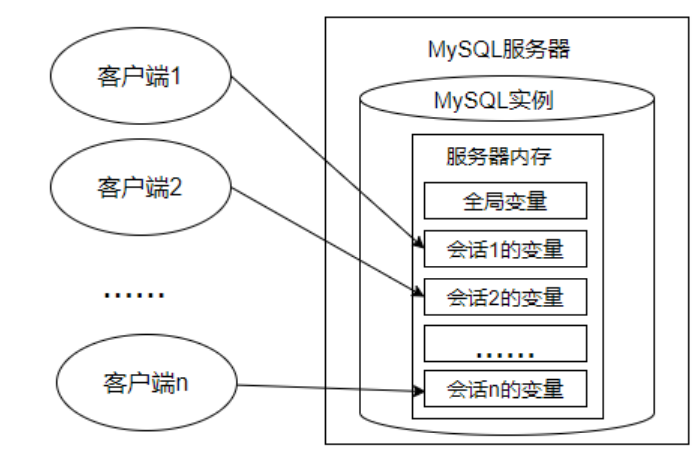 客户端1
客户端2
......
客户端n
MySQL服务器
MySQL实例
服务器内存
全局变量
会话1的变量
会话2的变量
......
会话n的变量